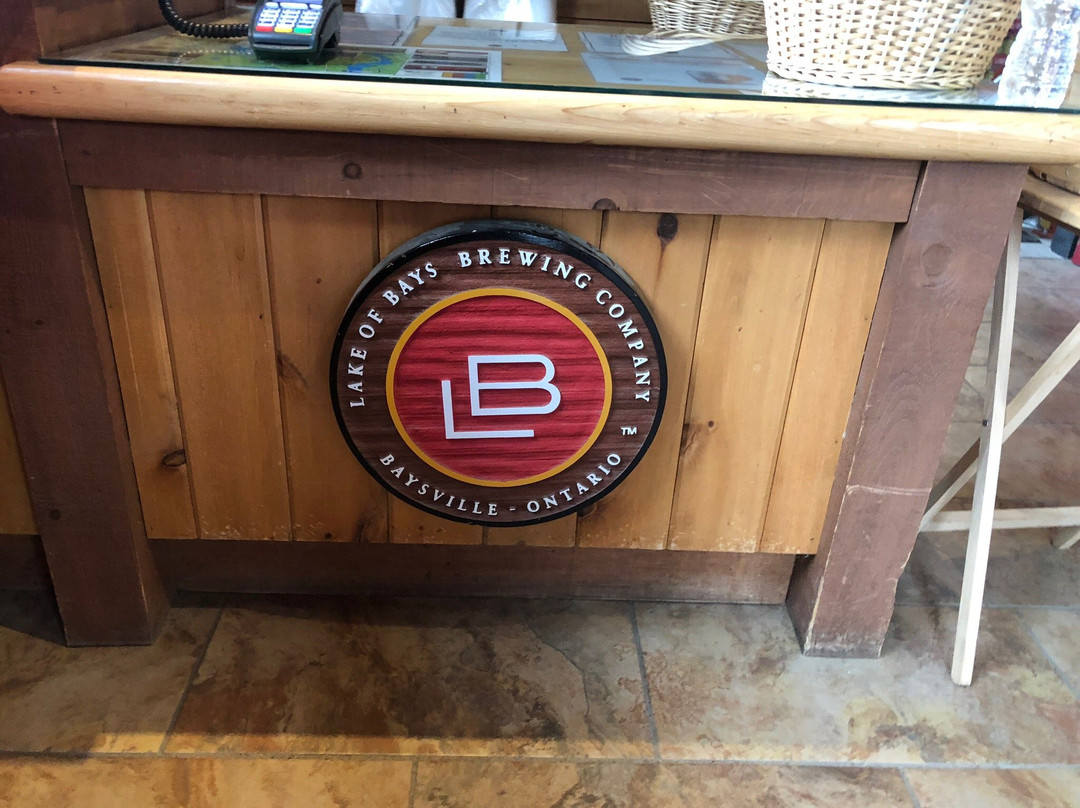 LAKE OF BAYS BREWING COMPANY ™
LB
BAYSVILLE - ONTARIO